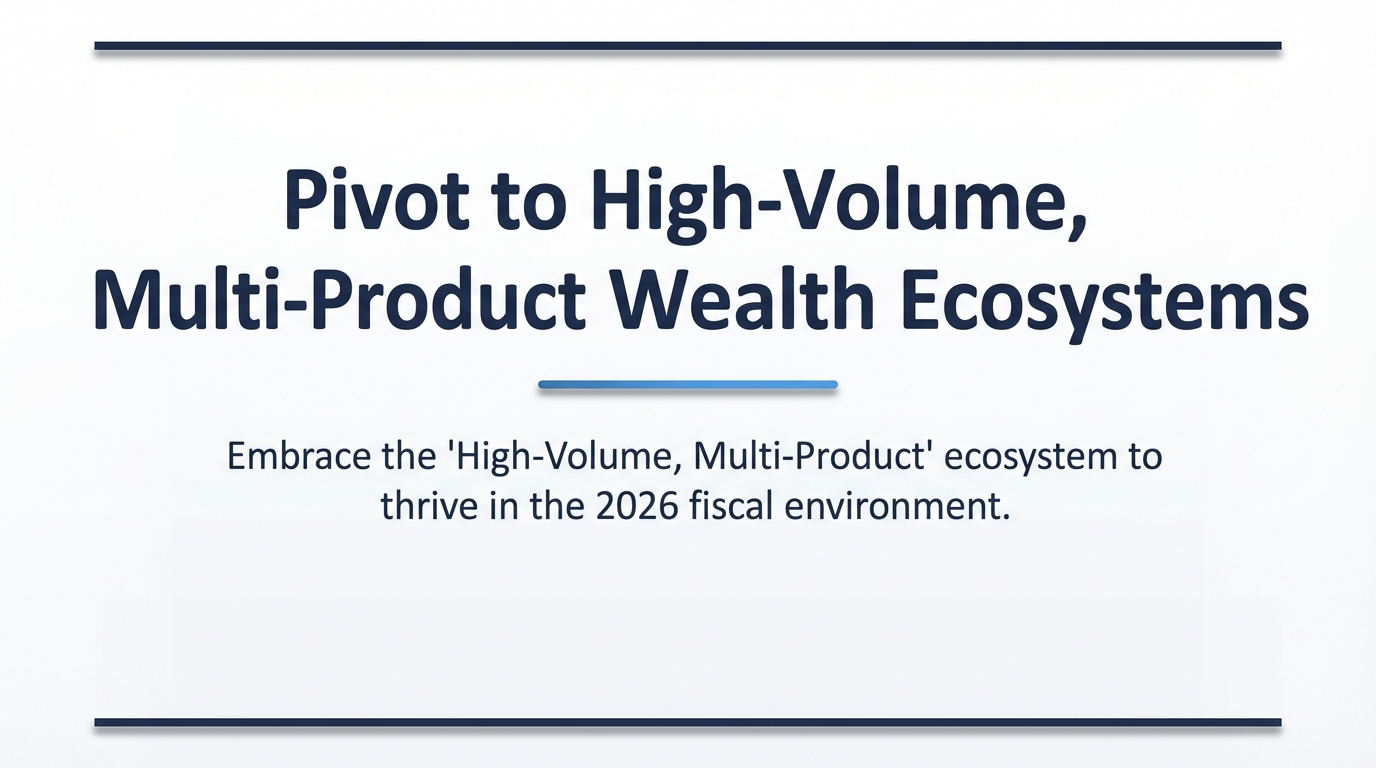 Pivot to High-Volume,
Multi-Product Wealth Ecosystems
Embrace the 'High-Volume, Multi-Product' ecosystem to
thrive in the 2026 fiscal environment.